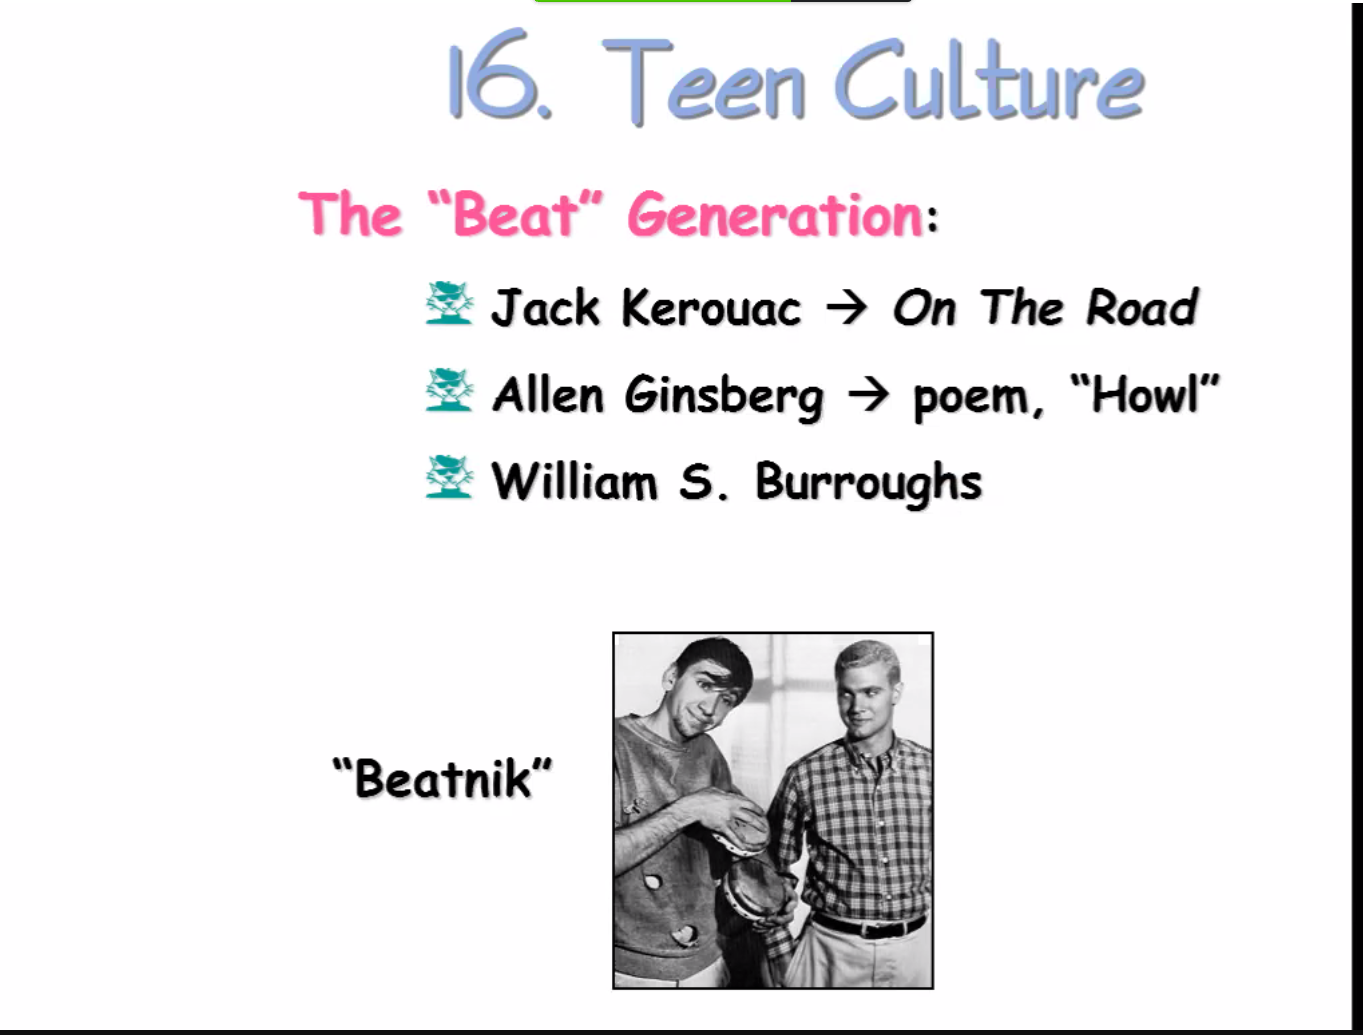 16. Teen Culture
The “Beat” Generation:
Jack Kerouac → On The Road
Allen Ginsberg → poem, “Howl”
William S. Burroughs
“Beatnik”